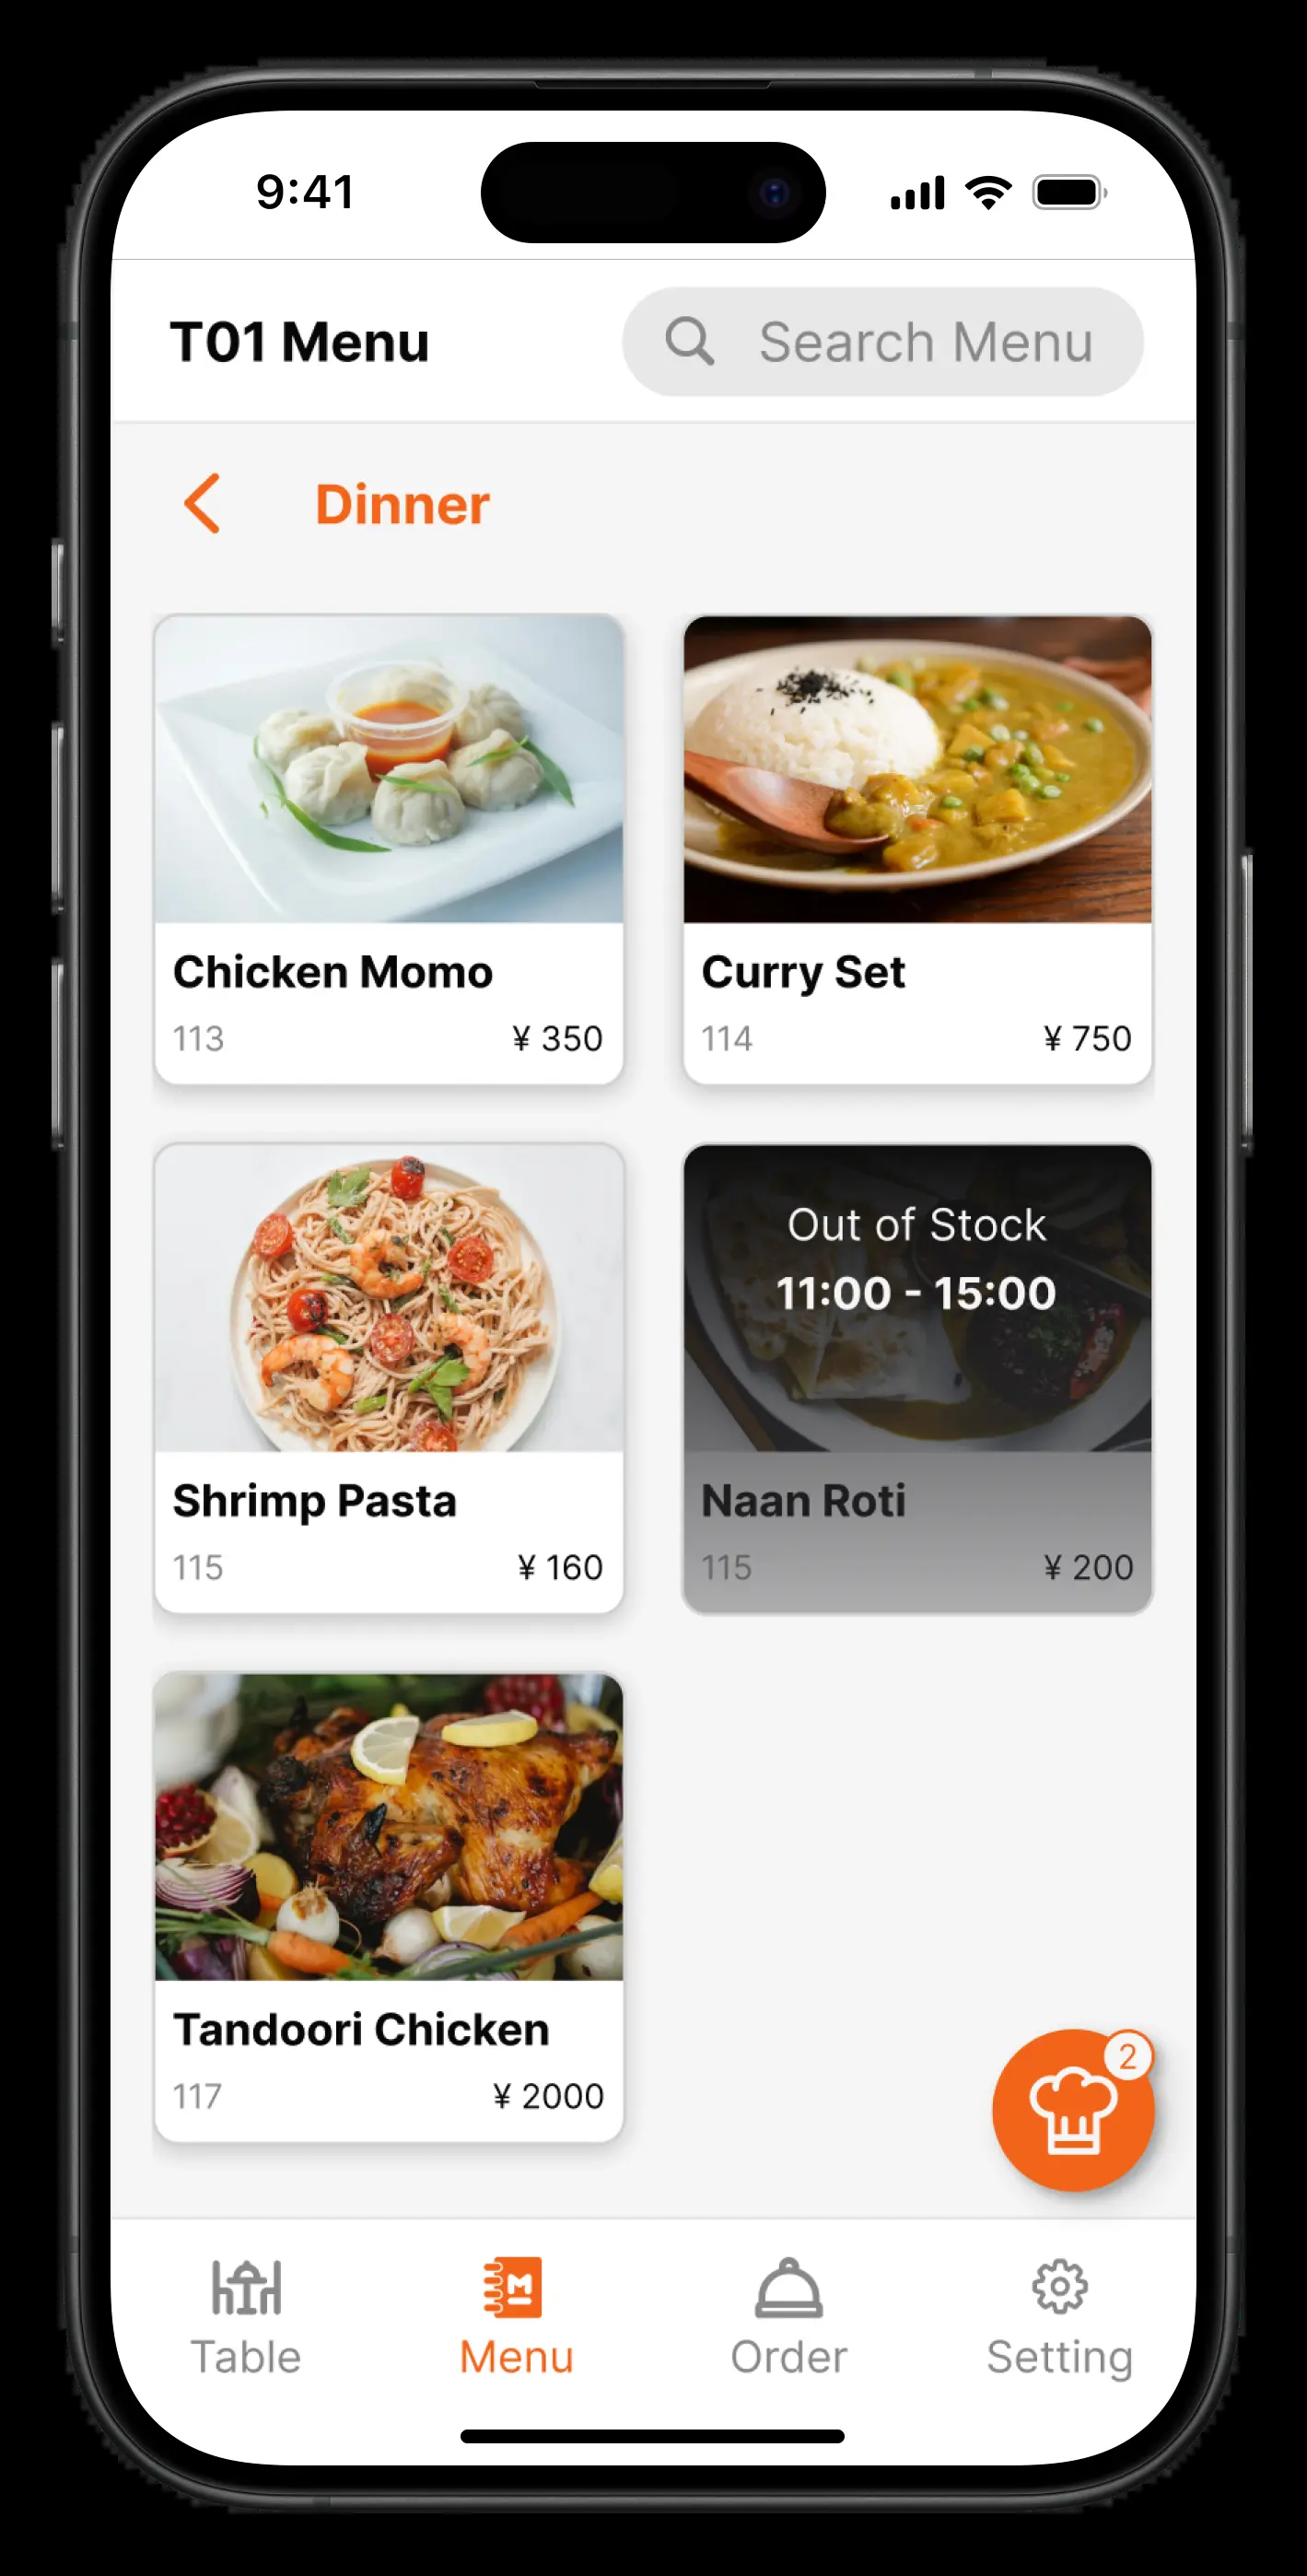 9:41
T01 Menu
Search Menu
Dinner
Chicken Momo
113 ¥ 350
Curry Set
114 ¥ 750
Shrimp Pasta
115 ¥ 160
Out of Stock
11:00 - 15:00
Naan Roti
115 ¥ 200
Tandoori Chicken
117 ¥ 2000
2
M
Table Menu Order Setting